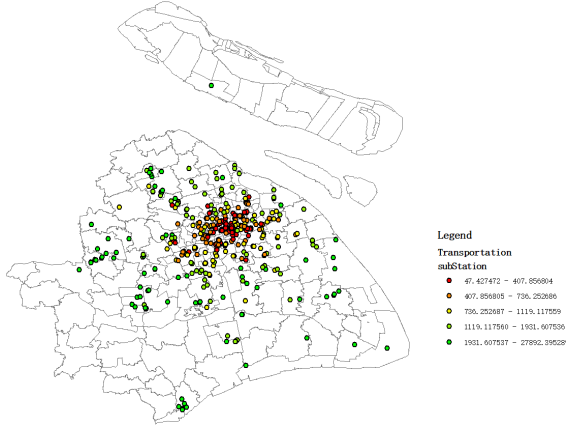 Legend
Transportation
subStation
47.427472 - 407.856804
407.856805 - 736.252686
736.252687 - 1119.117559
1119.117560 - 1931.607536
1931.607537 - 27892.395289